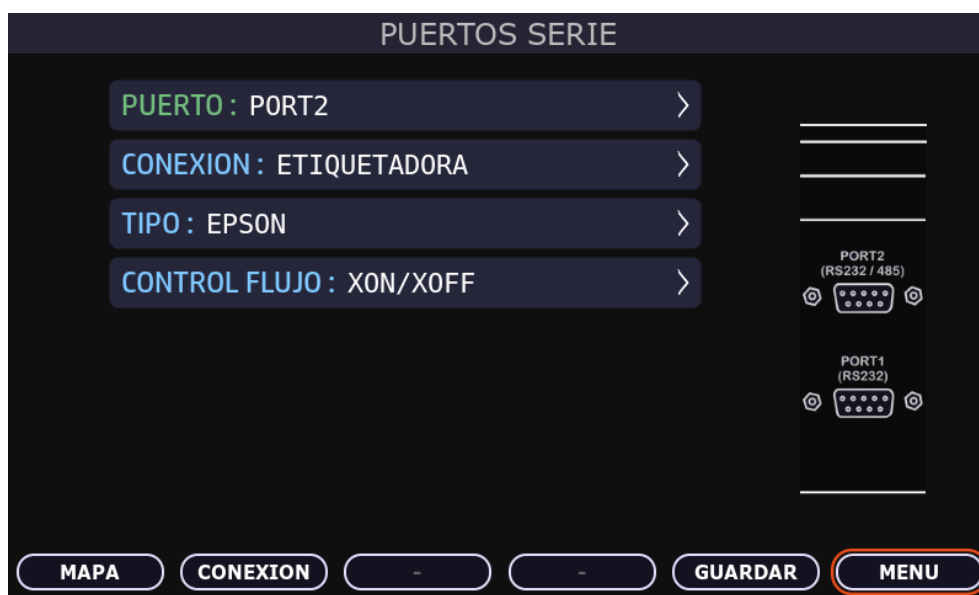 PUERTOS SERIE
PUERTO : PORT2
CONEXION : ETIQUETADORA
TIPO : EPSON
CONTROL FLUJO : XON/XOFF
PORT2
(RS232 / 485)
PORT1
(RS232)
MAPA
CONEXION
-
-
GUARDAR
MENU